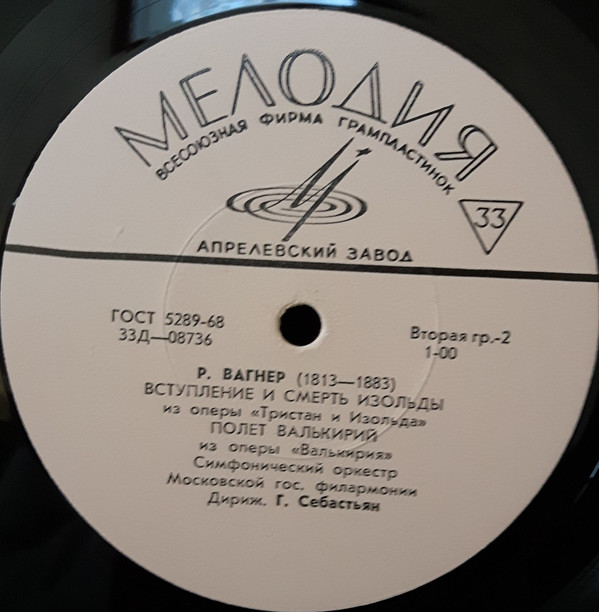 МЕЛОДИЯ
ВСЕСОЮЗНАЯ ФИРМА ГРАМПЛАСТИНОК
33
АПРЕЛЕВСКИЙ ЗАВОД
ГОСТ 5289-68
33Д—08736
Вторая гр.-2
1-00
Р. ВАГНЕР (1813—1883)
ВСТУПЛЕНИЕ И СМЕРТЬ ИЗОЛЬДЫ
из оперы «Тристан и Изольда»
ПОЛЕТ ВАЛЬКИРИЙ
из оперы «Валькирия»
Симфонический оркестр
Московской гос. филармонии
Дириж. Г. Себастьян